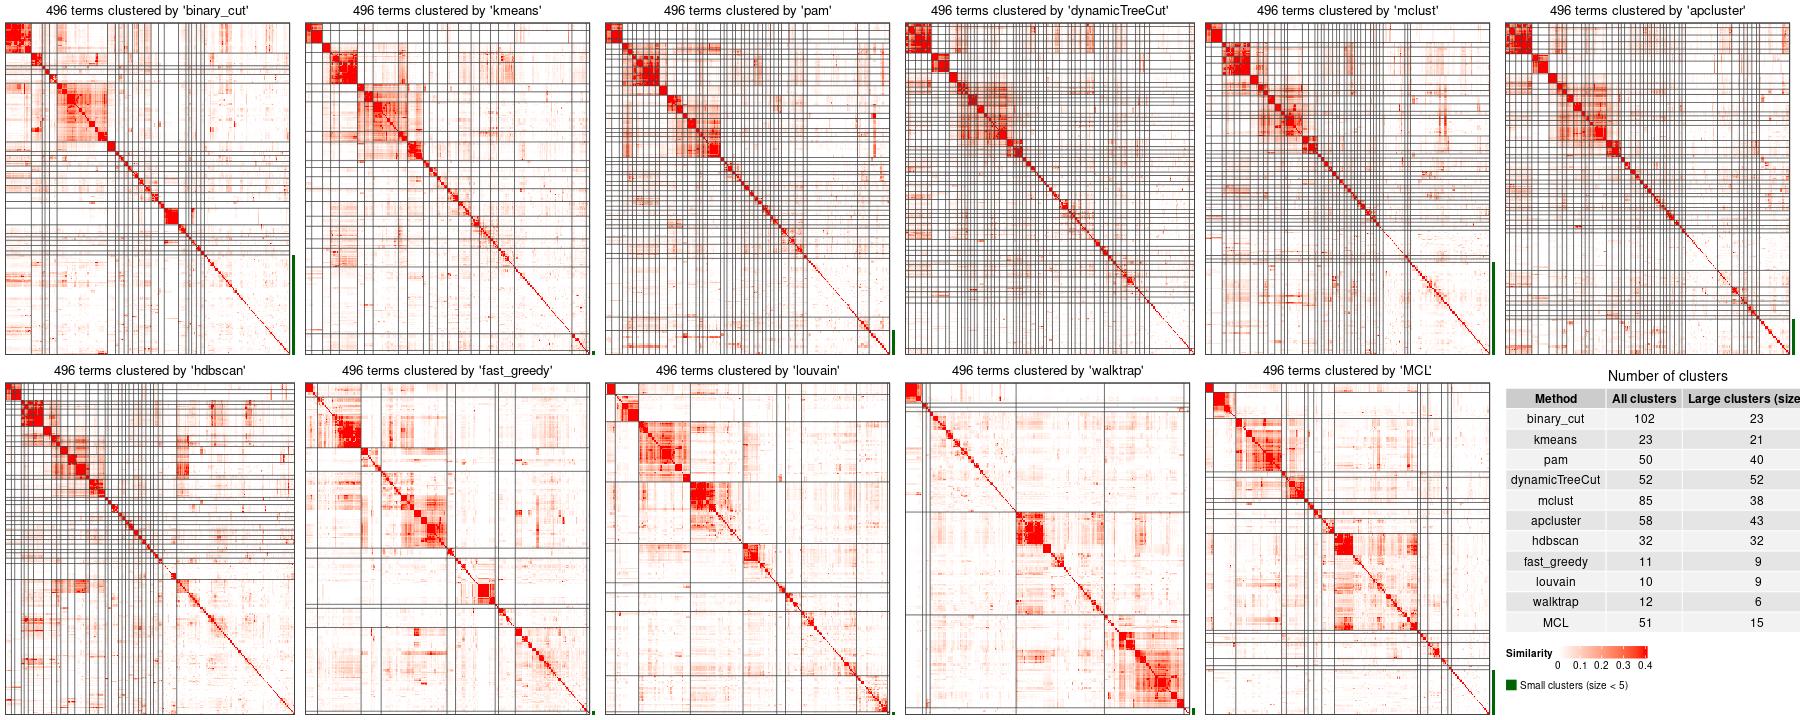 496 terms clustered by 'binary_cut'
496 terms clustered by 'kmeans'
496 terms clustered by 'pam'
496 terms clustered by 'dynamicTreeCut'
496 terms clustered by 'mclust'
496 terms clustered by 'apcluster'
496 terms clustered by 'hdbscan'
496 terms clustered by 'fast_greedy'
496 terms clustered by 'louvain'
496 terms clustered by 'walktrap'
496 terms clustered by 'MCL'
Number of clusters
Method All clusters Large clusters (size
binary_cut 102 23
kmeans 23 21
pam 50 40
dynamicTreeCut 52 52
mclust 85 38
apcluster 58 43
hdbscan 32 32
fast_greedy 11 9
louvain 10 9
walktrap 12 6
MCL 51 15
Similarity
0 0.1 0.2 0.3 0.4
Small clusters (size < 5)